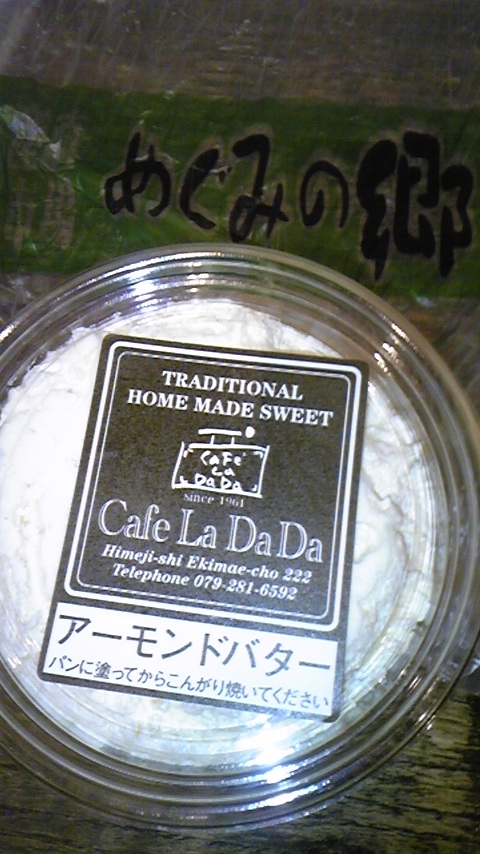 めぐみの郷
TRADITIONAL
HOME MADE SWEET
CaFe
La
DaDa
since 1961
Cafe La DaDa
Himeji-shi Ekimae-cho 222
Telephone 079-281-6592
アーモンドバター
パンに塗ってからこんがり焼いてください